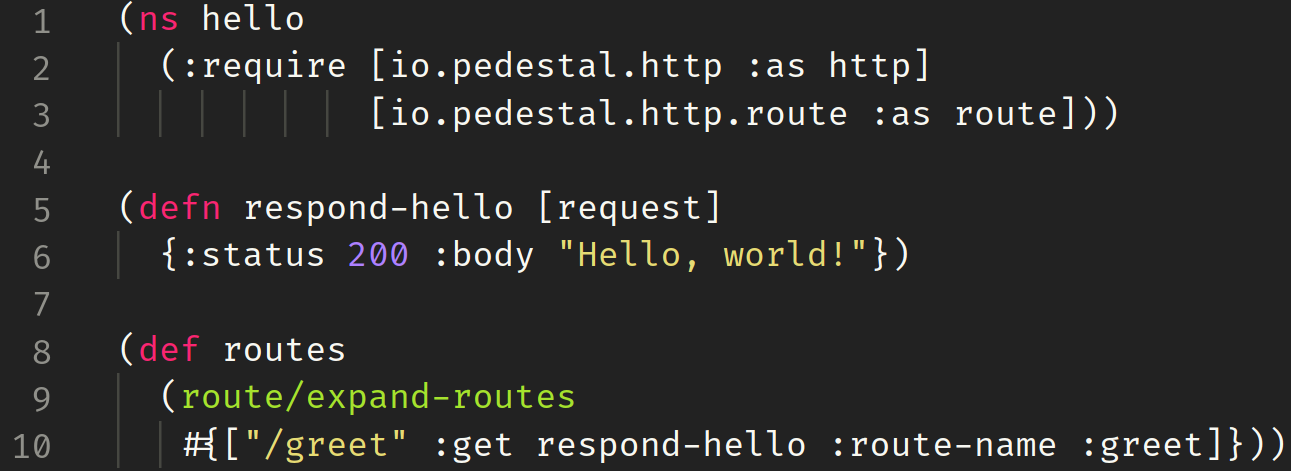 1 (ns hello
2   (:require [io.pedestal.http :as http]
3             [io.pedestal.http.route :as route]))
4
5 (defn respond-hello [request]
6   {:status 200 :body "Hello, world!"})
7
8 (def routes
9   (route/expand-routes
10    #{["/greet" :get respond-hello :route-name :greet]}))